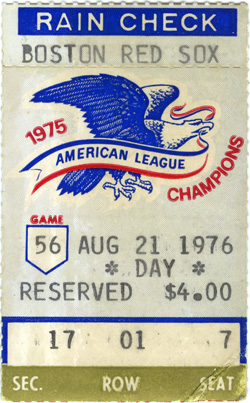 RAIN CHECK
BOSTON RED SOX
1975
AMERICAN LEAGUE
CHAMPIONS
GAME
56 AUG 21 1976
* DAY *
RESERVED $4.00
17 01 7
SEC. ROW SEAT